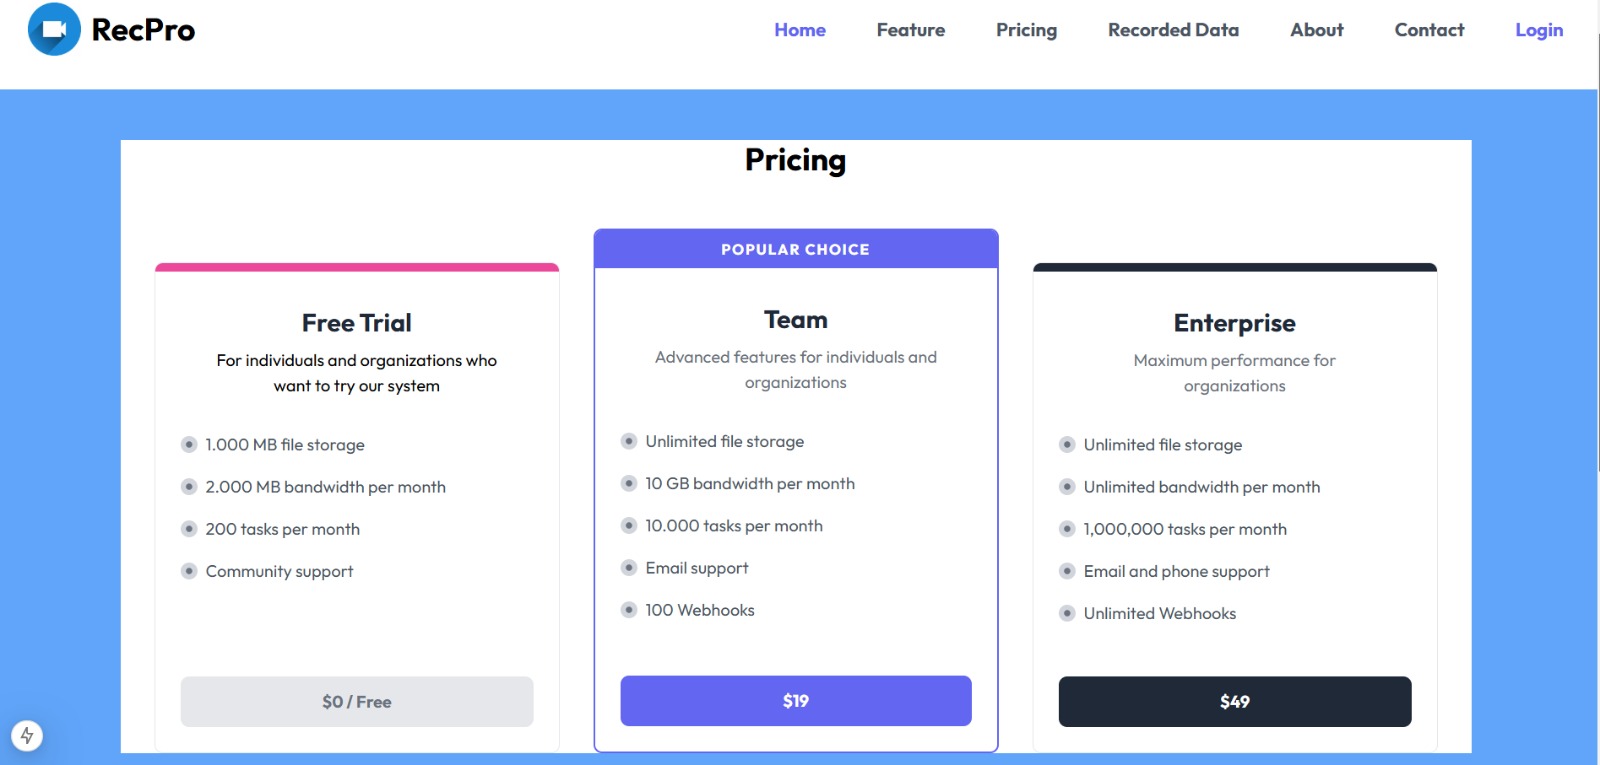 RecPro
Home
Feature
Pricing
Recorded Data
About
Contact
Login
Pricing
Free Trial
For individuals and organizations who
want to try our system
1.000 MB file storage
2.000 MB bandwidth per month
200 tasks per month
Community support
$0 / Free
POPULAR CHOICE
Team
Advanced features for individuals and
organizations
Unlimited file storage
10 GB bandwidth per month
10.000 tasks per month
Email support
100 Webhooks
$19
Enterprise
Maximum performance for
organizations
Unlimited file storage
Unlimited bandwidth per month
1,000,000 tasks per month
Email and phone support
Unlimited Webhooks
$49